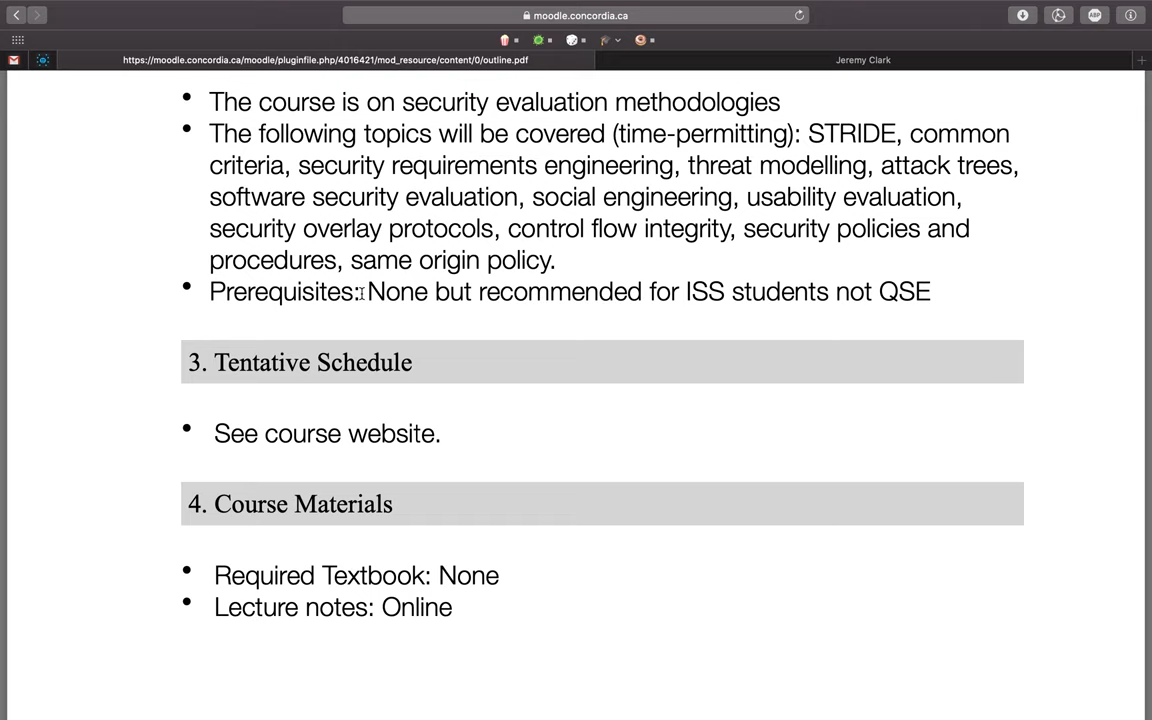 moodle.concordia.ca
ABP
https://moodle.concordia.ca/moodle/pluginfile.php/4016421/mod_resource/content/0/outline.pdf
Jeremy Clark
• The course is on security evaluation methodologies
• The following topics will be covered (time-permitting): STRIDE, common
criteria, security requirements engineering, threat modelling, attack trees,
software security evaluation, social engineering, usability evaluation,
security overlay protocols, control flow integrity, security policies and
procedures, same origin policy.
• Prerequisites: None but recommended for ISS students not QSE
3. Tentative Schedule
• See course website.
4. Course Materials
• Required Textbook: None
• Lecture notes: Online